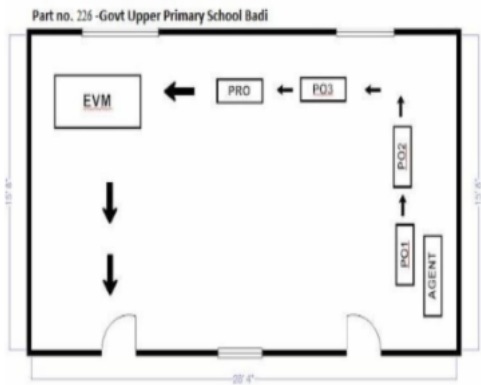 Part no. 226 -Govt Upper Primary School Badi
EVM
PRO
PO3
PO2
PO1
AGENT